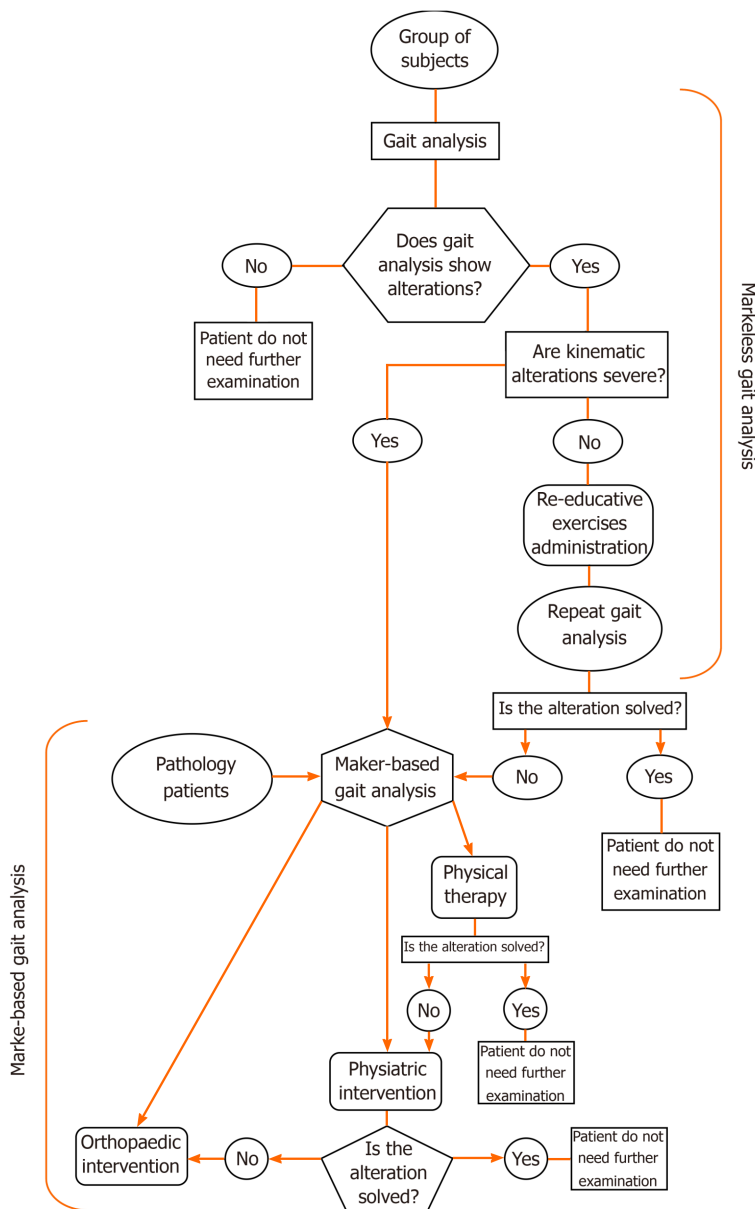 Group of
subjects
Gait analysis
Does gait
analysis show
alterations?
No
Yes
Patient do not
need further
examination
Are kinematic
alterations severe?
Yes
No
Re-educative
exercises
administration
Repeat gait
analysis
Markeless gait analysis
Is the alteration solved?
Pathology
patients
Maker-based
gait analysis
No
Yes
Patient do not
need further
examination
Physical
therapy
Is the alteration solved?
No
Yes
Patient do not
need further
examination
Physiatric
intervention
Marke-based gait analysis
Orthopaedic
intervention
No
Is the
alteration
solved?
Yes
Patient do not
need further
examination